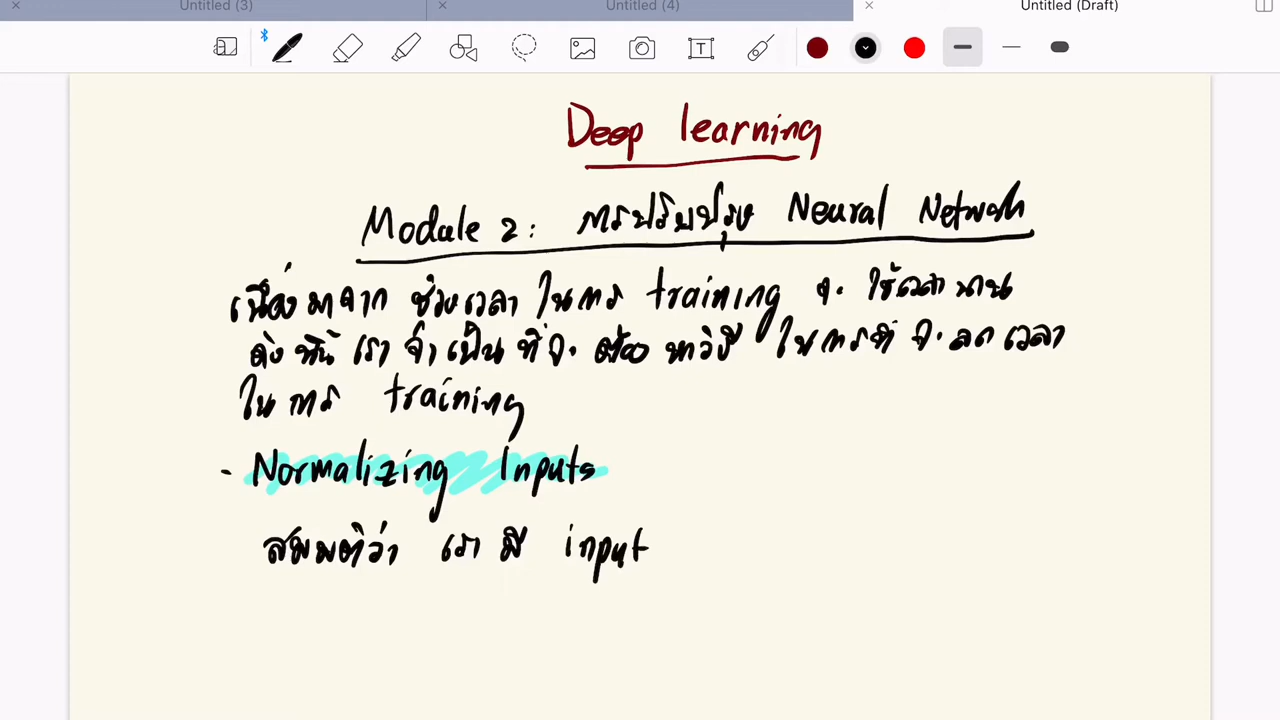 Untitled (3) Untitled (4) Untitled (Draft)
Deep learning
Module 2: การปรับปรุง Neural Network
เนื่องมาจาก ช่วงเวลา ในการ training จะ ใช้เวลานาน
ดังนั้น เรา จำเป็น ที่จะ ต้อง หาวิธี ในการที่ จะ ลด เวลา
ในการ training
- Normalizing Inputs
สมมติว่า เรา มี input